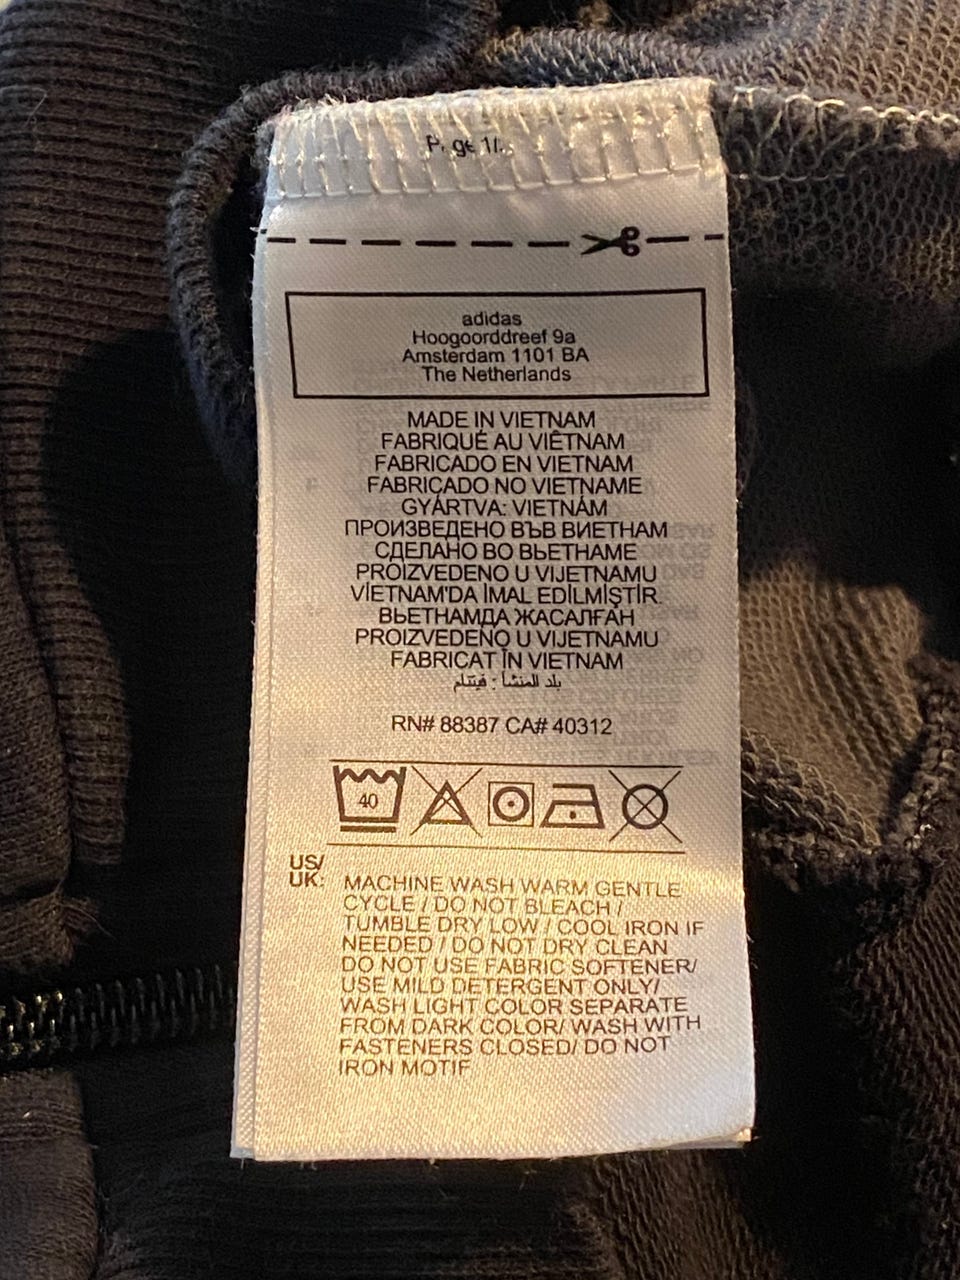 adidas
Hoogoorddreef 9a
Amsterdam 1101 BA
The Netherlands
MADE IN VIETNAM
FABRIQUÉ AU VIÊTNAM
FABRICADO EN VIETNAM
FABRICADO NO VIETNAME
GYÁRTVA: VIETNÁM
ПРОИЗВЕДЕНО ВЪВ ВИЕТНАМ
СДЕЛАНО ВО ВЬЕТНАМЕ
PROIZVEDENO U VIJETNAMU
VİETNAM'DA İMAL EDİLMİŞTİR.
ВЬЕТНАМДА ЖАСАЛҒАН
PROIZVEDENO U VIJETNAMU
FABRICAT ÎN VIETNAM
بلد المنشأ : فيتنام
RN# 88387 CA# 40312
40
US/
UK:
MACHINE WASH WARM GENTLE
CYCLE / DO NOT BLEACH /
TUMBLE DRY LOW / COOL IRON IF
NEEDED / DO NOT DRY CLEAN
DO NOT USE FABRIC SOFTENER/
USE MILD DETERGENT ONLY/
WASH LIGHT COLOR SEPARATE
FROM DARK COLOR/ WASH WITH
FASTENERS CLOSED/ DO NOT
IRON MOTIF